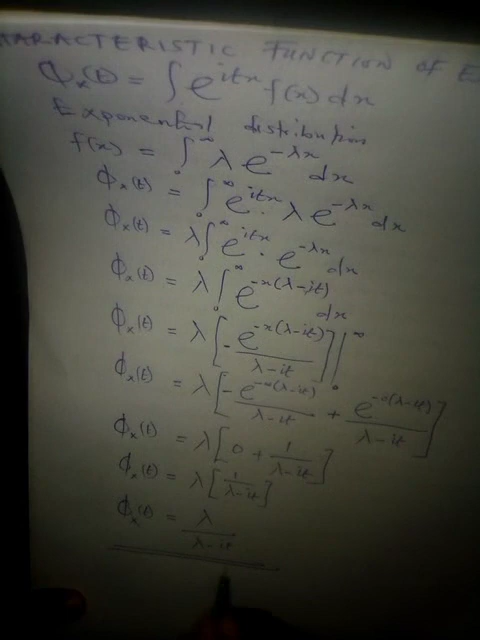 CHARACTERISTIC FUNCTION OF E
ϕₓ(t) = ∫ e^{itx} f(x) dx
Exponential distribution
f(x) = ∫₀^∞ λ e^{-λx} dx
ϕₓ(t) = ∫₀^∞ e^{itx} · λ e^{-λx} dx
ϕₓ(t) = λ ∫₀^∞ e^{itx} · e^{-λx} dx
ϕₓ(t) = λ ∫₀^∞ e^{-x(λ-it)} dx
ϕₓ(t) = λ [ - e^{-x(λ-it)} / λ-it ] |₀^∞
ϕₓ(t) = λ [ - e^{-∞(λ-it)} / λ-it + e^{-0(λ-it)} / λ-it ]
ϕₓ(t) = λ [ 0 + 1 / λ-it ]
ϕₓ(t) = λ [ 1 / λ-it ]
ϕₓ(t) = λ / λ-it